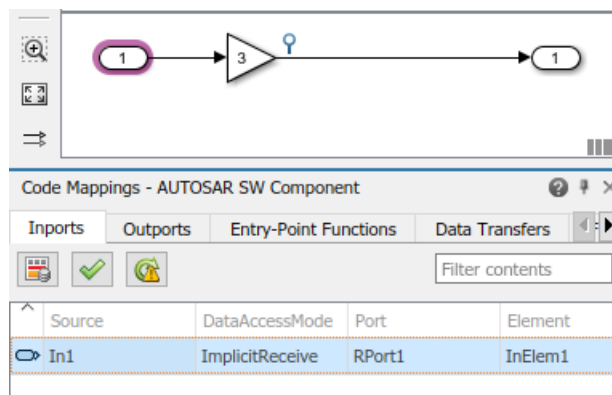 1
3
1
Code Mappings - AUTOSAR SW Component
Inports Outports Entry-Point Functions Data Transfers
Filter contents
Source DataAccessMode Port Element
In1 ImplicitReceive RPort1 InElem1